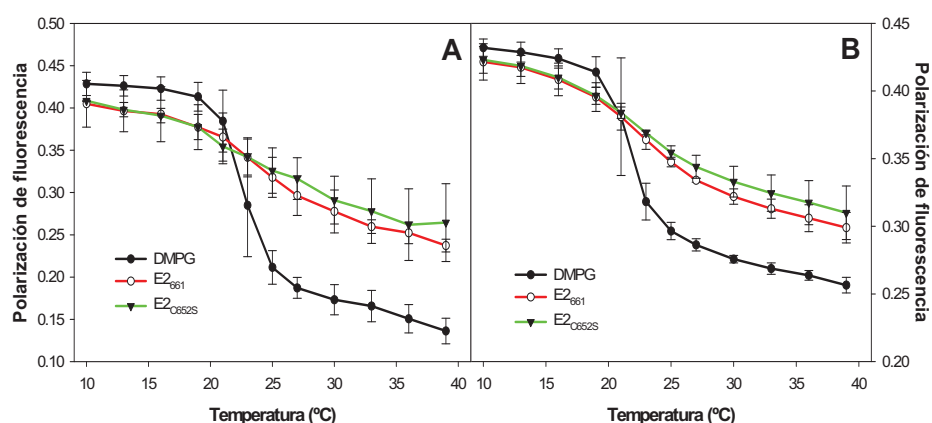 Polarización de fluorescencia
0.50
0.45
0.40
0.35
0.30
0.25
0.20
0.15
0.10
A
DMPG
E2661
E2C652S
10 15 20 25 30 35 40
Temperatura (ºC)
B
DMPG
E2661
E2C652S
10 15 20 25 30 35 40
Temperatura (ºC)
0.45
0.40
0.35
0.30
0.25
0.20
Polarización de fluorescencia